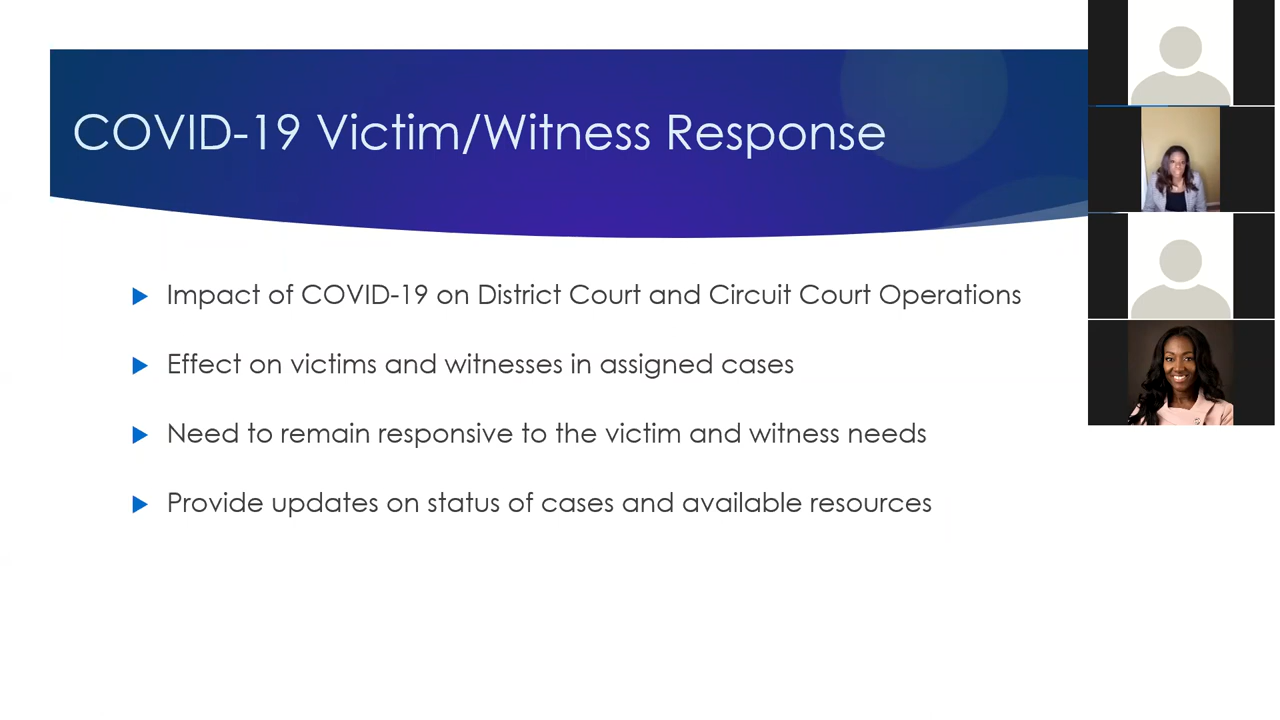 COVID-19 Victim/Witness Response
Impact of COVID-19 on District Court and Circuit Court Operations
Effect on victims and witnesses in assigned cases
Need to remain responsive to the victim and witness needs
Provide updates on status of cases and available resources